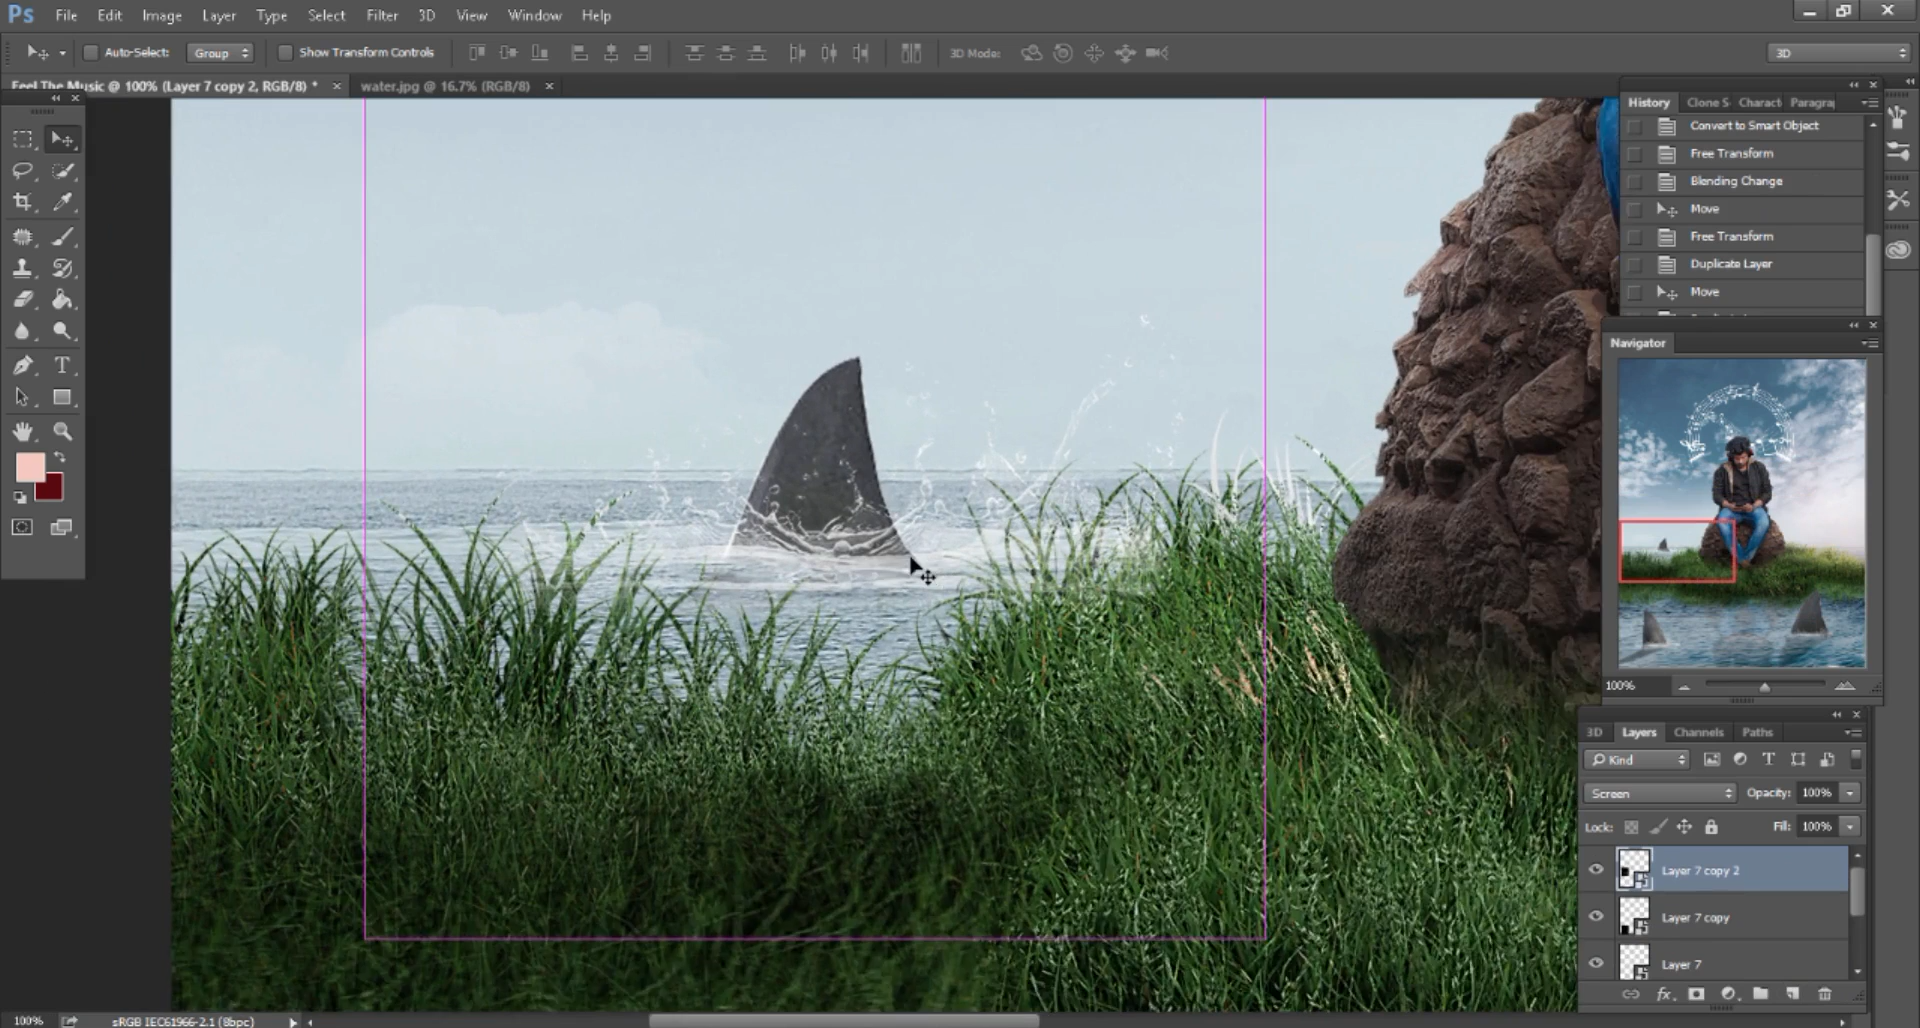 Ps File Edit Image Layer Type Select Filter 3D View Window Help
Auto-Select: Group Show Transform Controls 3D Mode: 3D
Feel The Music @ 100% (Layer 7 copy 2, RGB/8) * × water.jpg @ 16.7% (RGB/8) ×
History Clone S Charact Paragra
Convert to Smart Object
Free Transform
Blending Change
Move
Free Transform
Duplicate Layer
Move
Navigator
100%
3D Layers Channels Paths
Kind
Screen Opacity: 100%
Lock: Fill: 100%
Layer 7 copy 2
Layer 7 copy
Layer 7
100% sRGB IEC61966-2.1 (8bpc)